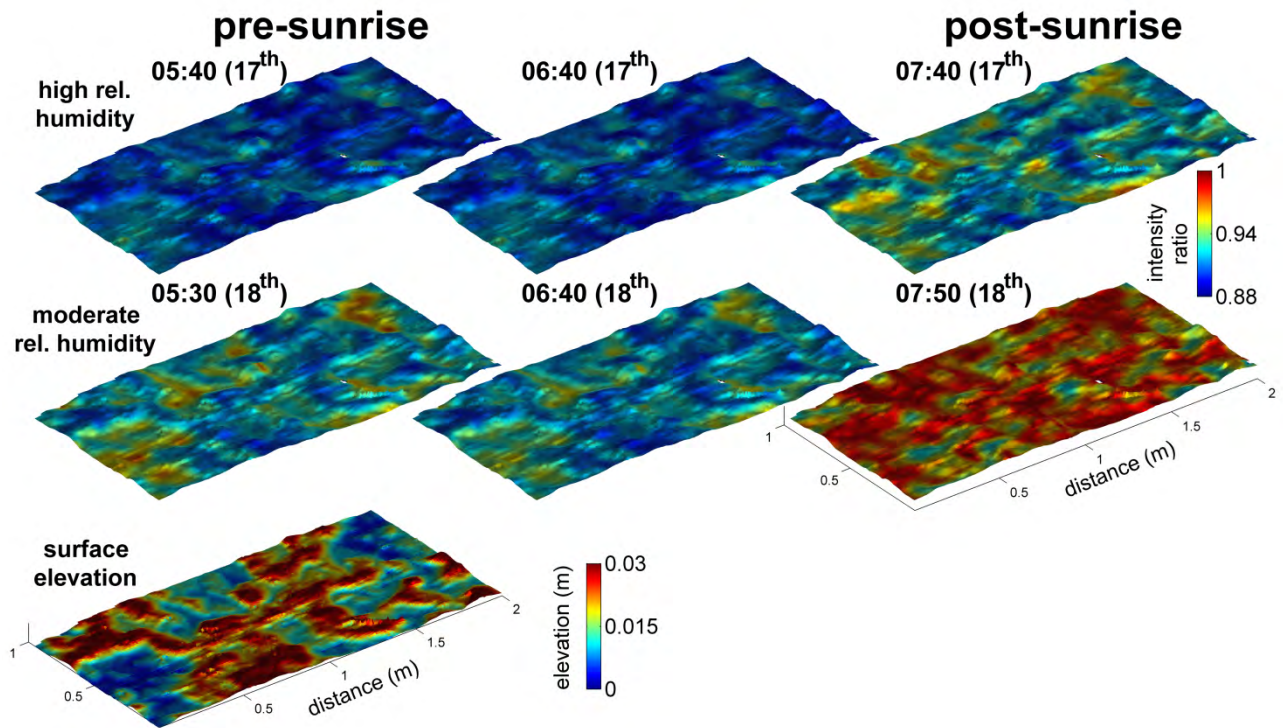 pre-sunrise
post-sunrise
high rel.
humidity
05:40 (17th)
06:40 (17th)
07:40 (17th)
1
0.94
0.88
intensity
ratio
moderate
rel. humidity
05:30 (18th)
06:40 (18th)
07:50 (18th)
1
0.5
0.5
1
1.5
2
distance (m)
surface
elevation
1
0.5
0.5
1
1.5
2
distance (m)
elevation (m)
0.03
0.015
0